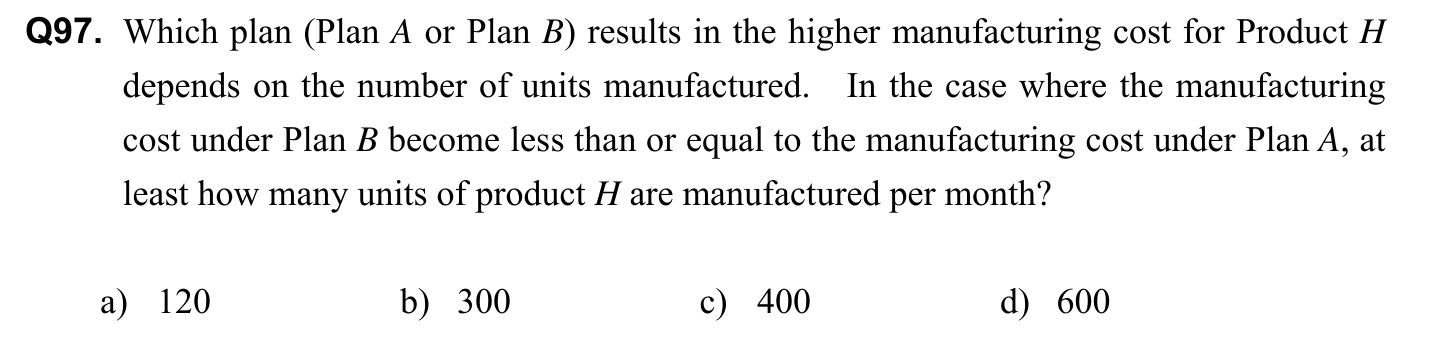 Q97. Which plan (Plan A or Plan B) results in the higher manufacturing cost for Product H
depends on the number of units manufactured. In the case where the manufacturing
cost under Plan B become less than or equal to the manufacturing cost under Plan A, at
least how many units of product H are manufactured per month?
a) 120 b) 300 c) 400 d) 600